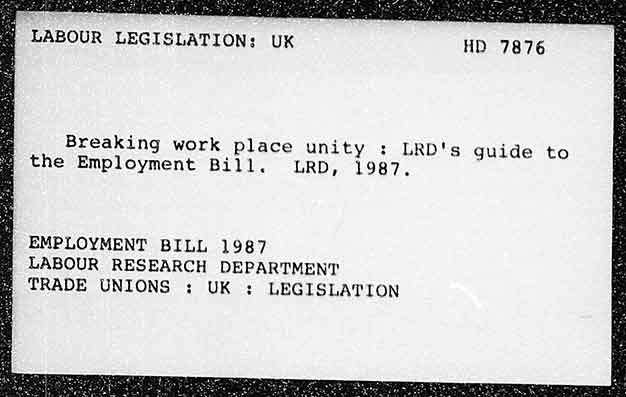 LABOUR LEGISLATION: UK HD 7876
Breaking work place unity : LRD's guide to
the Employment Bill. LRD, 1987.
EMPLOYMENT BILL 1987
LABOUR RESEARCH DEPARTMENT
TRADE UNIONS : UK : LEGISLATION